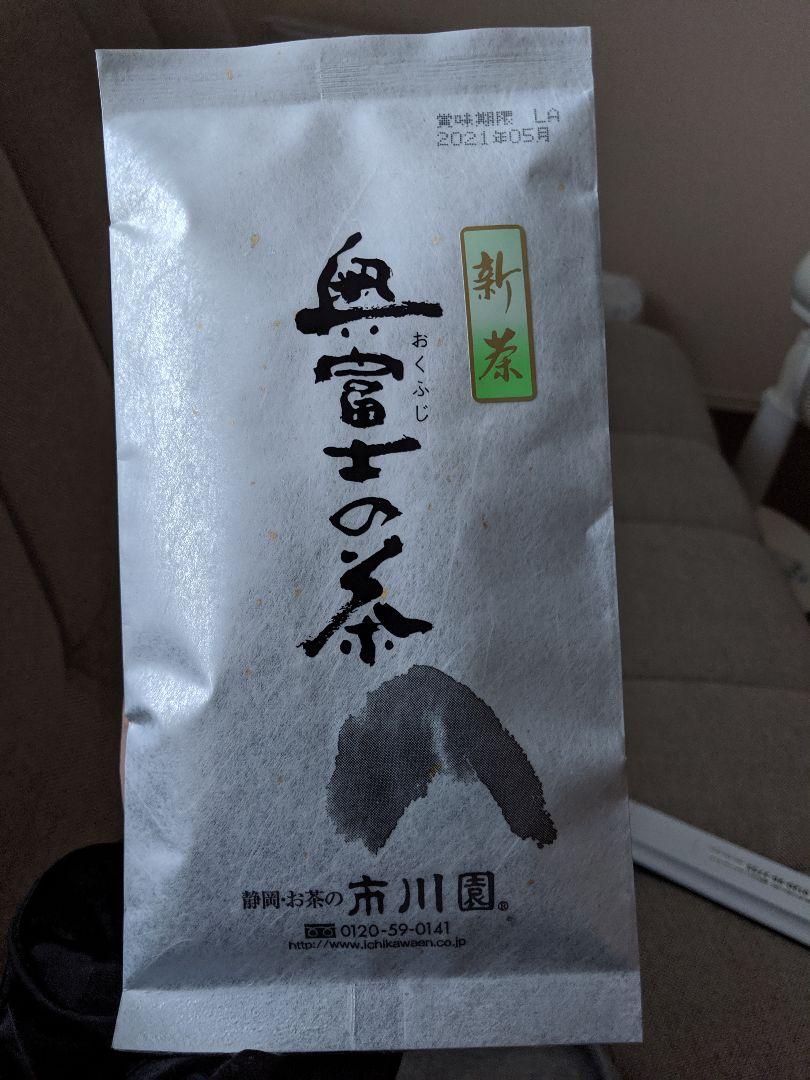 賞味期限 LA
2021年05月
新茶
奥富士の茶
おくふじ
静岡・お茶の市川園®
0120-59-0141
http://www.ichikawaen.co.jp